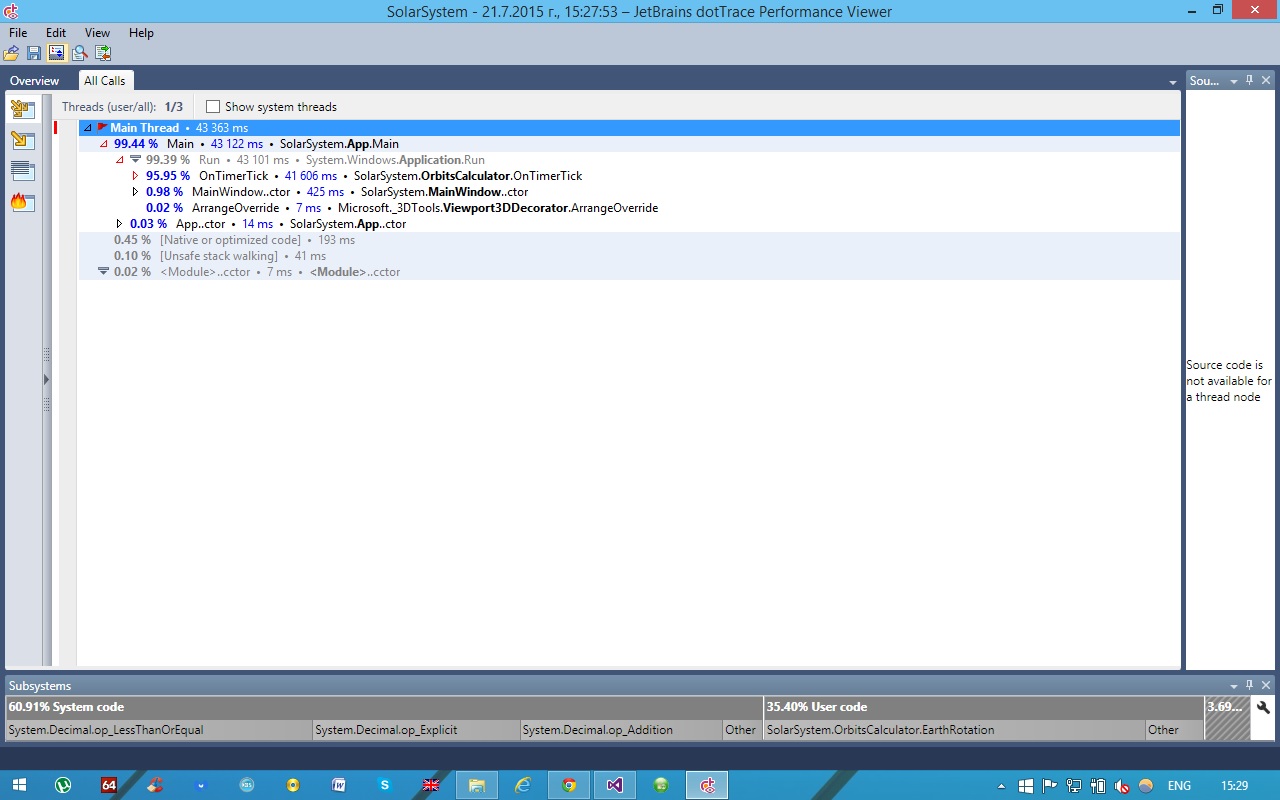 SolarSystem - 21.7.2015 г., 15:27:53 – JetBrains dotTrace Performance Viewer
File Edit View Help
Overview All Calls
Threads (user/all): 1/3 Show system threads
Main Thread • 43 363 ms
99.44 % Main • 43 122 ms • SolarSystem.App.Main
99.39 % Run • 43 101 ms • System.Windows.Application.Run
95.95 % OnTimerTick • 41 606 ms • SolarSystem.OrbitsCalculator.OnTimerTick
0.98 % MainWindow..ctor • 425 ms • SolarSystem.MainWindow..ctor
0.02 % ArrangeOverride • 7 ms • Microsoft._3DTools.Viewport3DDecorator.ArrangeOverride
0.03 % App..ctor • 14 ms • SolarSystem.App..ctor
0.45 % [Native or optimized code] • 193 ms
0.10 % [Unsafe stack walking] • 41 ms
0.02 % <Module>..cctor • 7 ms • <Module>..cctor
Sou...
Source code is
not available for
a thread node
Subsystems
60.91% System code 35.40% User code 3.69...
System.Decimal.op_LessThanOrEqual System.Decimal.op_Explicit System.Decimal.op_Addition Other SolarSystem.OrbitsCalculator.EarthRotation Other
64 ENG 15:29